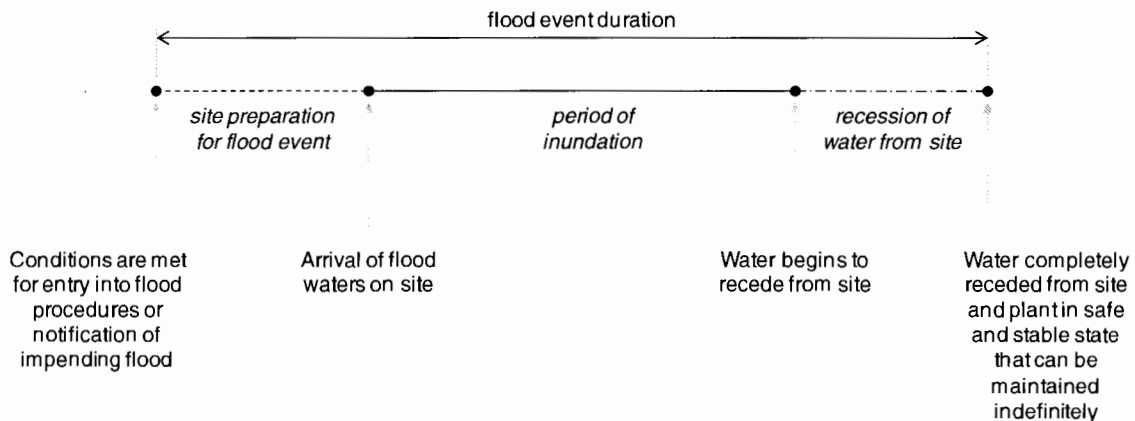 flood event duration
site preparation
for flood event
period of
inundation
recession of
water from site
Conditions are met
for entry into flood
procedures or
notification of
impending flood
Arrival of flood
waters on site
Water begins to
recede from site
Water completely
receded from site
and plant in safe
and stable state
that can be
maintained
indefinitely